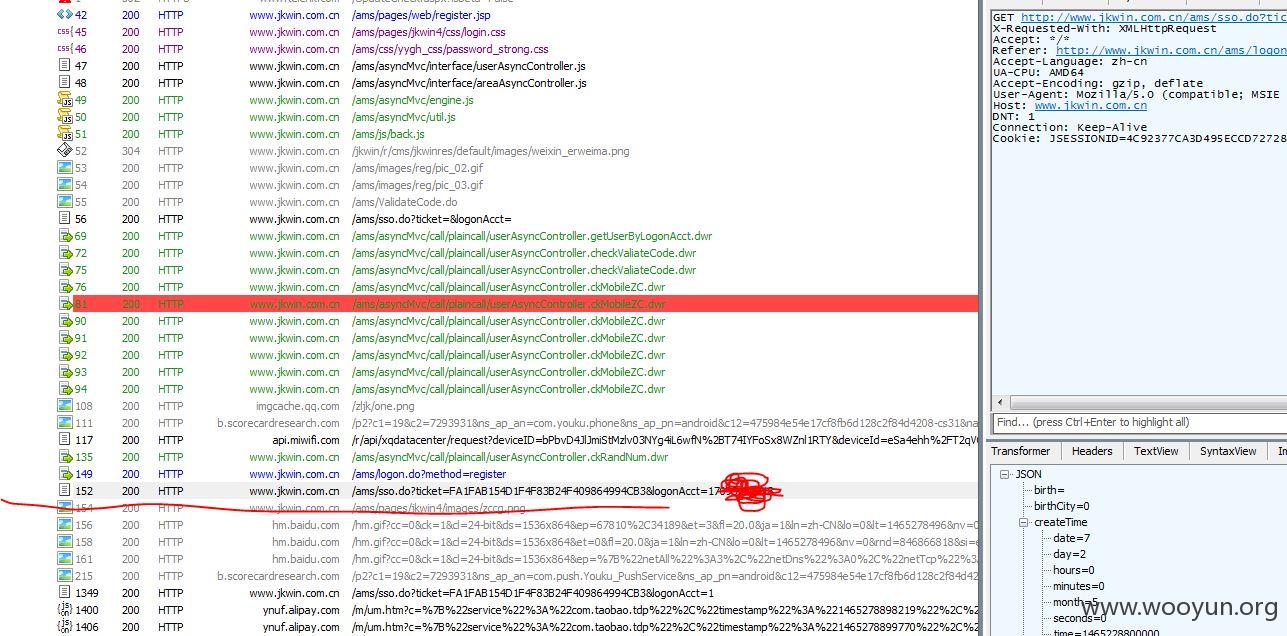 42 200 HTTP www.jkwin.com.cn /ams/pages/web/register.jsp
css 45 200 HTTP www.jkwin.com.cn /ams/pages/jkwin4/css/login.css
css 46 200 HTTP www.jkwin.com.cn /ams/css/yygh_css/password_strong.css
47 200 HTTP www.jkwin.com.cn /ams/asyncMvc/interface/userAsyncController.js
48 200 HTTP www.jkwin.com.cn /ams/asyncMvc/interface/areaAsyncController.js
JS 49 200 HTTP www.jkwin.com.cn /ams/asyncMvc/engine.js
JS 50 200 HTTP www.jkwin.com.cn /ams/asyncMvc/util.js
JS 51 200 HTTP www.jkwin.com.cn /ams/js/back.js
52 304 HTTP www.jkwin.com.cn /jkwin/r/cms/jkwinres/default/images/weixin_erweima.png
53 200 HTTP www.jkwin.com.cn /ams/images/reg/pic_02.gif
54 200 HTTP www.jkwin.com.cn /ams/images/reg/pic_03.gif
55 200 HTTP www.jkwin.com.cn /ams/ValidateCode.do
56 200 HTTP www.jkwin.com.cn /ams/sso.do?ticket=&logonAcct=
69 200 HTTP www.jkwin.com.cn /ams/asyncMvc/call/plaincall/userAsyncController.getUserByLogonAcct.dwr
72 200 HTTP www.jkwin.com.cn /ams/asyncMvc/call/plaincall/userAsyncController.checkValiateCode.dwr
75 200 HTTP www.jkwin.com.cn /ams/asyncMvc/call/plaincall/userAsyncController.checkValiateCode.dwr
76 200 HTTP www.jkwin.com.cn /ams/asyncMvc/call/plaincall/userAsyncController.ckMobileZC.dwr
81 200 HTTP www.jkwin.com.cn /ams/asyncMvc/call/plaincall/userAsyncController.ckMobileZC.dwr
90 200 HTTP www.jkwin.com.cn /ams/asyncMvc/call/plaincall/userAsyncController.ckMobileZC.dwr
91 200 HTTP www.jkwin.com.cn /ams/asyncMvc/call/plaincall/userAsyncController.ckMobileZC.dwr
92 200 HTTP www.jkwin.com.cn /ams/asyncMvc/call/plaincall/userAsyncController.ckMobileZC.dwr
93 200 HTTP www.jkwin.com.cn /ams/asyncMvc/call/plaincall/userAsyncController.ckMobileZC.dwr
94 200 HTTP www.jkwin.com.cn /ams/asyncMvc/call/plaincall/userAsyncController.ckMobileZC.dwr
108 200 HTTP imgcache.qq.com /zljk/one.png
111 200 HTTP b.scorecardresearch.com /p2?c1=19&c2=7293931&ns_ap_an=com.youku.phone&ns_ap_pn=android&c12=475984e54e17cf8fb6d128c2f84d4208-cs31&na
117 200 HTTP api.miwifi.com /r/api/xqdatacenter/request?deviceID=bPbvD4JlJmiStMzlv03NYg4iL6wfN%2BT74IYFoSx8WZnl1RTY&deviceId=eSa4ehh%2FT2qV
135 200 HTTP www.jkwin.com.cn /ams/asyncMvc/call/plaincall/userAsyncController.ckRandNum.dwr
149 200 HTTP www.jkwin.com.cn /ams/logon.do?method=register
152 200 HTTP www.jkwin.com.cn /ams/sso.do?ticket=FA1FAB154D1F4F83B24F409864994CB3&logonAcct=17
154 200 HTTP www.jkwin.com.cn /ams/pages/jkwin4/images/zccg.png
156 200 HTTP hm.baidu.com /hm.gif?cc=0&ck=1&cl=24-bit&ds=1536x864&ep=67810%2C34189&et=3&fl=20.0&ja=1&ln=zh-CN&lo=0&lt=1465278496&nv=0
158 200 HTTP hm.baidu.com /hm.gif?cc=0&ck=1&cl=24-bit&ds=1536x864&et=0&fl=20.0&ja=1&ln=zh-CN&lo=0&lt=1465278496&nv=0&rnd=846866818&si=e
161 200 HTTP hm.baidu.com /hm.gif?cc=0&ck=1&cl=24-bit&ds=1536x864&ep=%7B%22netAll%22%3A3%2C%22netDns%22%3A0%2C%22netTcp%22%3
215 200 HTTP b.scorecardresearch.com /p2?c1=19&c2=7293931&ns_ap_an=com.push.Youku_PushService&ns_ap_pn=android&c12=475984e54e17cf8fb6d128c2f84d42
1349 200 HTTP www.jkwin.com.cn /ams/sso.do?ticket=&logonAcct=1
1400 200 HTTP ynuf.alipay.com /m/um.htm?c=%7B%22service%22%3A%22com.taobao.tdp%22%2C%22timestamp%22%3A%221465278898219%22%2C%2
1406 200 HTTP ynuf.alipay.com /m/um.htm?c=%7B%22service%22%3A%22com.taobao.tdp%22%2C%22timestamp%22%3A%221465278899770%22%2C%2
GET http://www.jkwin.com.cn/ams/sso.do?tic
X-Requested-With: XMLHttpRequest
Accept: */*
Referer: http://www.jkwin.com.cn/ams/logon
Accept-Language: zh-cn
UA-CPU: AMD64
Accept-Encoding: gzip, deflate
User-Agent: Mozilla/5.0 (compatible; MSIE
Host: www.jkwin.com.cn
DNT: 1
Connection: Keep-Alive
Cookie: JSESSIONID=4C92377CA3D495ECCD72728
Find... (press Ctrl+Enter to highlight all)
Transformer Headers TextView SyntaxView Im
JSON
birth=
birthCity=0
createTime
date=7
day=2
hours=0
minutes=0
month=5
seconds=0
time=1465228800000
www.wooyun.org